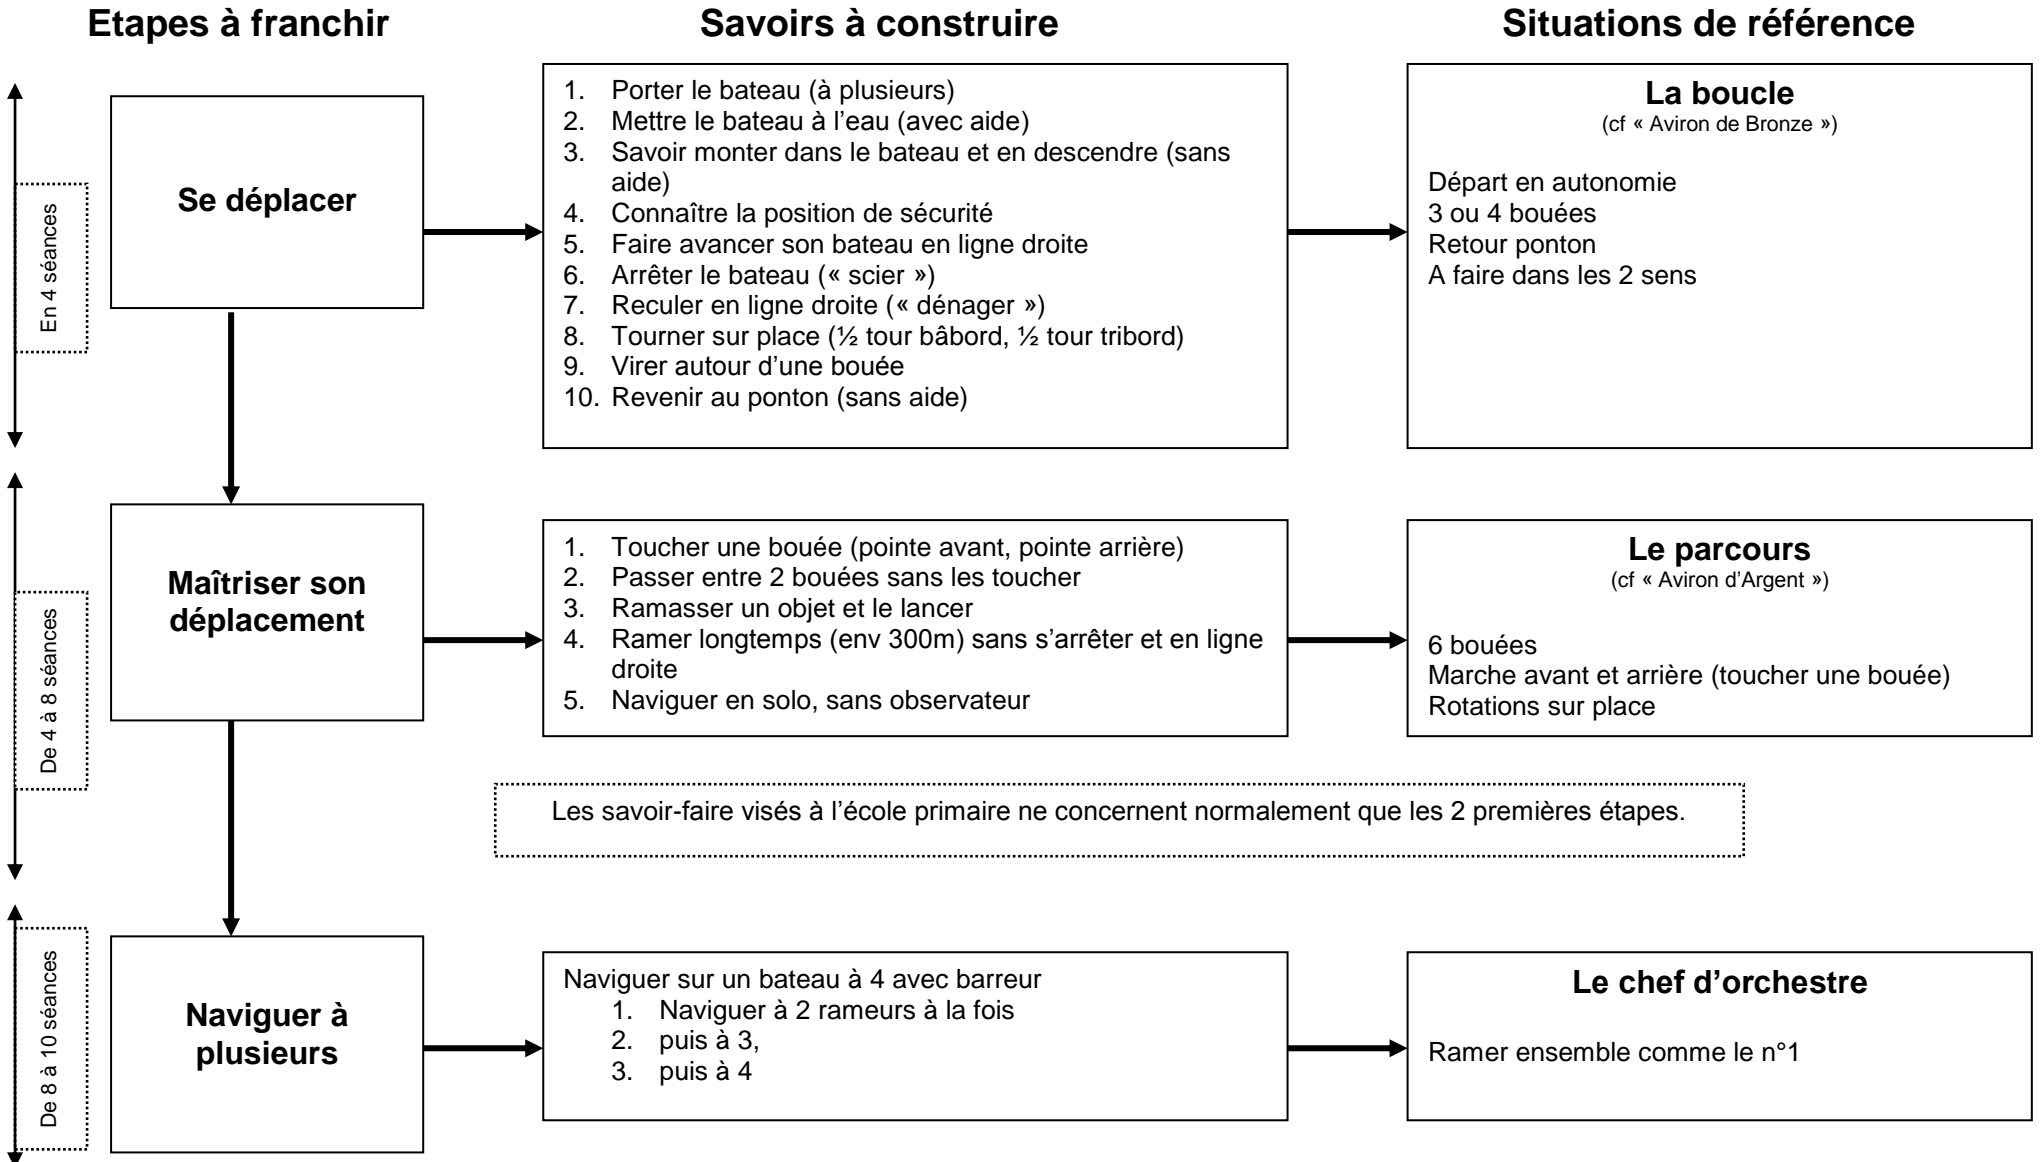 Etapes à franchir
Savoirs à construire
Situations de référence
En 4 séances
Se déplacer
1. Porter le bateau (à plusieurs)
2. Mettre le bateau à l’eau (avec aide)
3. Savoir monter dans le bateau et en descendre (sans
aide)
4. Connaître la position de sécurité
5. Faire avancer son bateau en ligne droite
6. Arrêter le bateau (« scier »)
7. Reculer en ligne droite (« dénager »)
8. Tourner sur place (½ tour bâbord, ½ tour tribord)
9. Virer autour d’une bouée
10. Revenir au ponton (sans aide)
La boucle
(cf « Aviron de Bronze »)
Départ en autonomie
3 ou 4 bouées
Retour ponton
A faire dans les 2 sens
De 4 à 8 séances
Maîtriser son
déplacement
1. Toucher une bouée (pointe avant, pointe arrière)
2. Passer entre 2 bouées sans les toucher
3. Ramasser un objet et le lancer
4. Ramer longtemps (env 300m) sans s’arrêter et en ligne
droite
5. Naviguer en solo, sans observateur
Le parcours
(cf « Aviron d’Argent »)
6 bouées
Marche avant et arrière (toucher une bouée)
Rotations sur place
Les savoir-faire visés à l’école primaire ne concernent normalement que les 2 premières étapes.
De 8 à 10 séances
Naviguer à
plusieurs
Naviguer sur un bateau à 4 avec barreur
1. Naviguer à 2 rameurs à la fois
2. puis à 3,
3. puis à 4
Le chef d’orchestre
Ramer ensemble comme le n°1